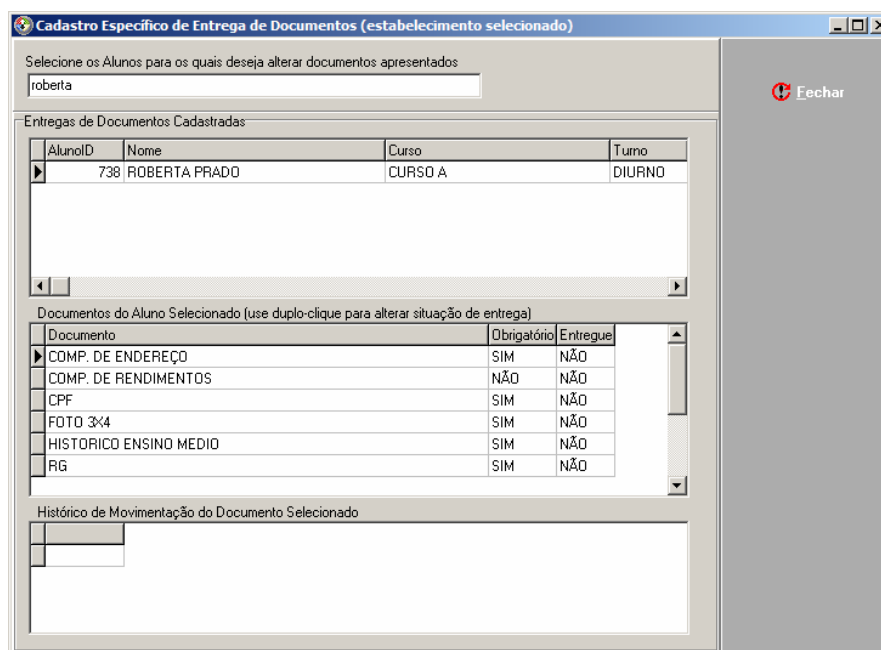 Cadastro Específico de Entrega de Documentos (estabelecimento selecionado)
Selecione os Alunos para os quais deseja alterar documentos apresentados
roberta
Fechar
Entregas de Documentos Cadastradas
AlunoID Nome Curso Turno
738 ROBERTA PRADO CURSO A DIURNO
Documentos do Aluno Selecionado (use duplo-clique para alterar situação de entrega)
Documento Obrigatório Entregue
COMP. DE ENDEREÇO SIM NÃO
COMP. DE RENDIMENTOS NÃO NÃO
CPF SIM NÃO
FOTO 3X4 SIM NÃO
HISTORICO ENSINO MEDIO SIM NÃO
RG SIM NÃO
Histórico de Movimentação do Documento Selecionado